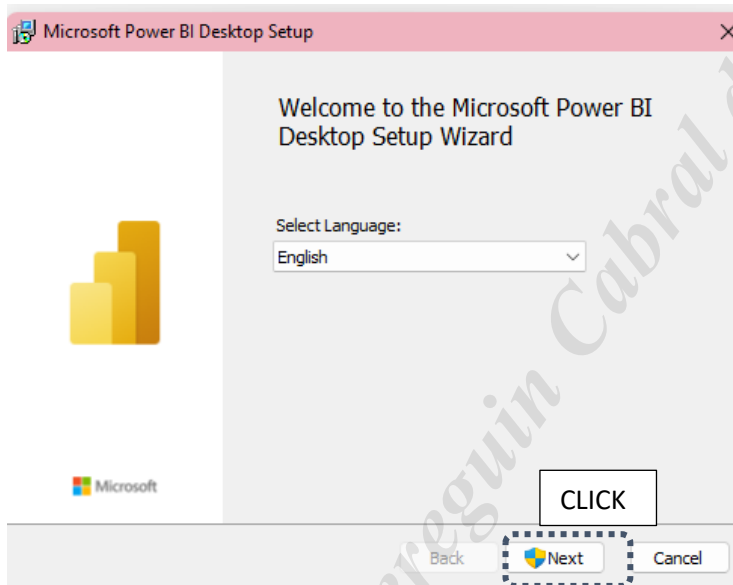 Microsoft Power BI Desktop Setup
Welcome to the Microsoft Power BI
Desktop Setup Wizard
Select Language:
English
Microsoft
CLICK
Back
Next
Cancel
Cabral